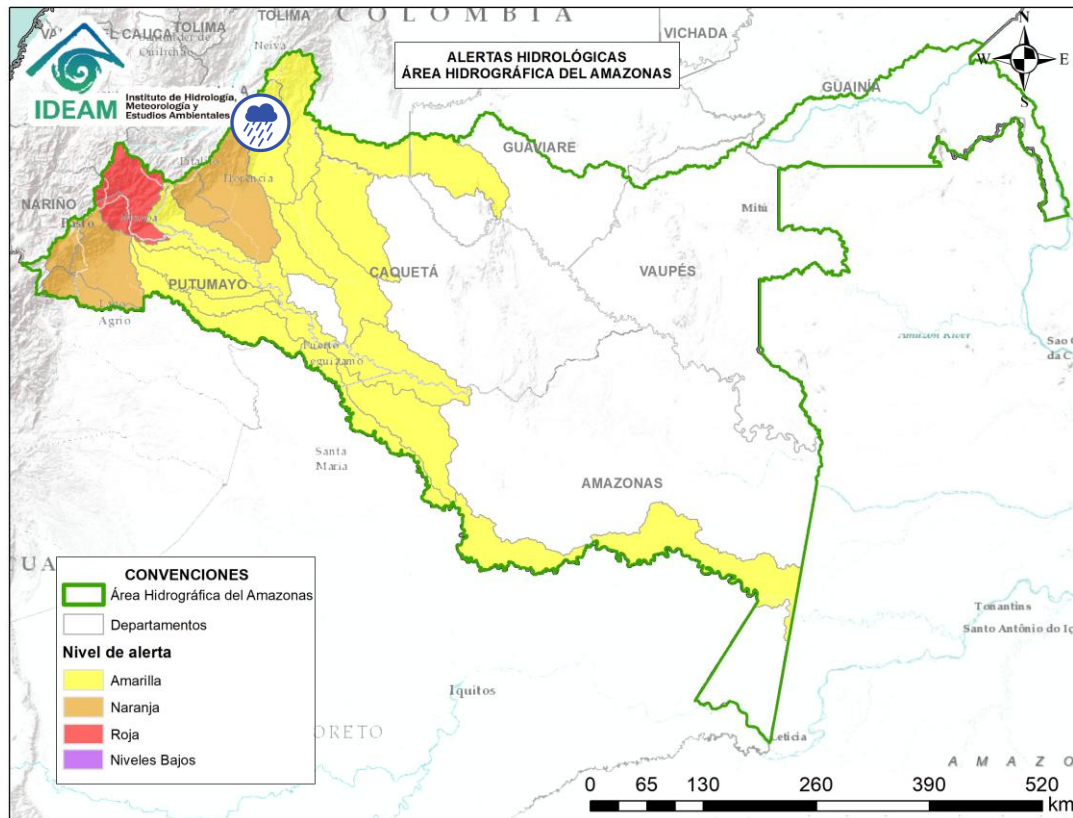 COLOMBIA
TOLIMA
TOLIMA
VICHADA
Neiva
ALERTAS HIDROLÓGICAS
ÁREA HIDROGRÁFICA DEL AMAZONAS
N
W
E
S
IDEAM
Instituto de Hidrología,
Meteorología y
Estudios Ambientales
GUAINÍA
GUAVIARE
Florencia
NARIÑO
Pasto
Mitú
CAQUETÁ
VAUPÉS
PUTUMAYO
Agrio
Amazon River
Puerto
Santa
Maria
AMAZONAS
CONVENCIONES
Área Hidrográfica del Amazonas
Departamentos
Nivel de alerta
Amarilla
Naranja
Roja
Niveles Bajos
Tonantins
Santo Antônio do Iç
Iquitos
ORETO
Leticia
AMAZO
0 65 130 260 390 520
km